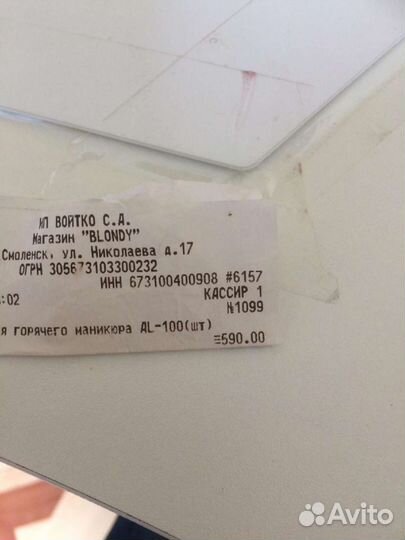 ИП ВОЙТКО С.А.
Магазин "BLONDY"
Смоленск, ул. Николаева д.17
ОГРН 305673103300232
ИНН 673100400908 #6157
:02 КАССИР 1
№1099
я горячего маникюра AL-100(шт)
≡590.00
Avito